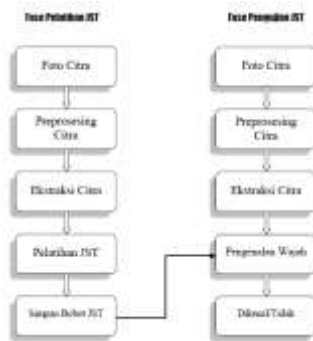 Fase Pelatihan JST
Foto Citra
Preprosesing
Citra
Ekstraksi Citra
Pelatihan JST
Simpan Bobot JST
Fase Pengujian JST
Foto Citra
Preprosesing
Citra
Ekstraksi Citra
Pengenalan Wajah
Dikenal/Tidak